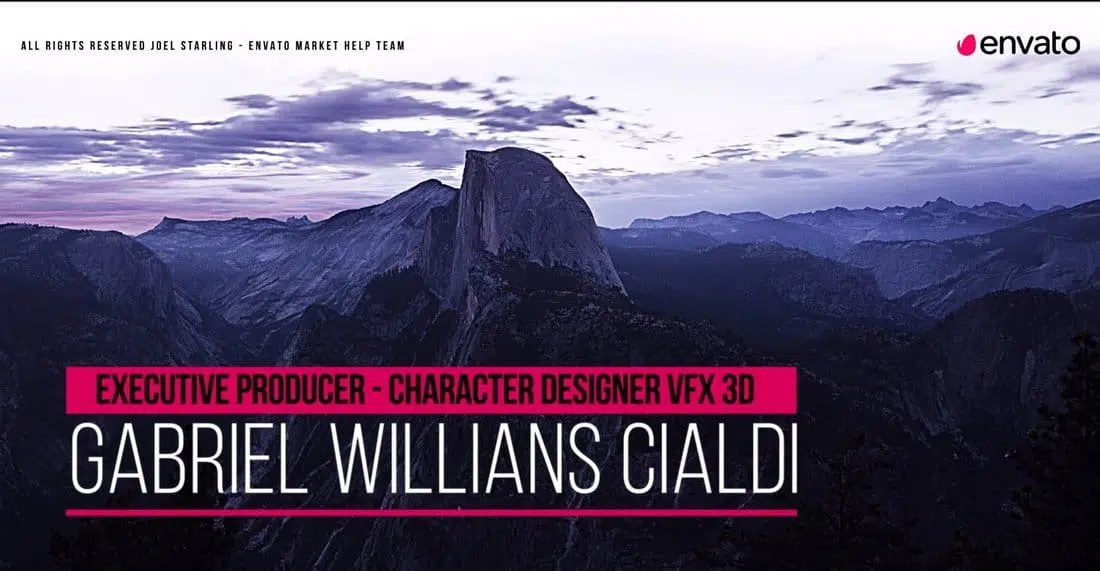 ALL RIGHTS RESERVED JOEL STARLING - ENVATO MARKET HELP TEAM
envato
EXECUTIVE PRODUCER - CHARACTER DESIGNER VFX 3D
GABRIEL WILLIANS CIALDI